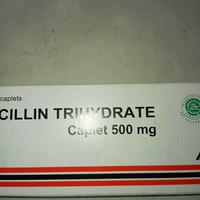 caplets
CILLIN TRIHYDRATE
Caplet 500 mg